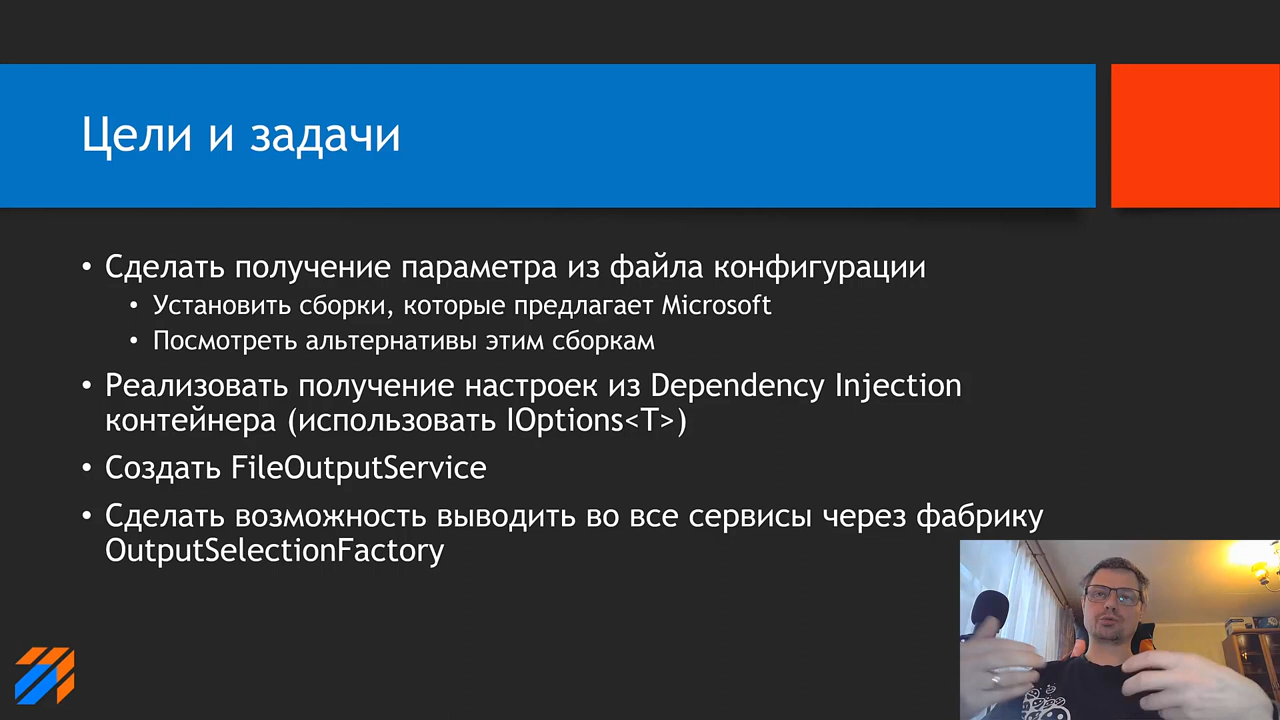 Цели и задачи
• Сделать получение параметра из файла конфигурации
• Установить сборки, которые предлагает Microsoft
• Посмотреть альтернативы этим сборкам
• Реализовать получение настроек из Dependency Injection
контейнера (использовать IOptions<T>)
• Создать FileOutputService
• Сделать возможность выводить во все сервисы через фабрику
OutputSelectionFactory